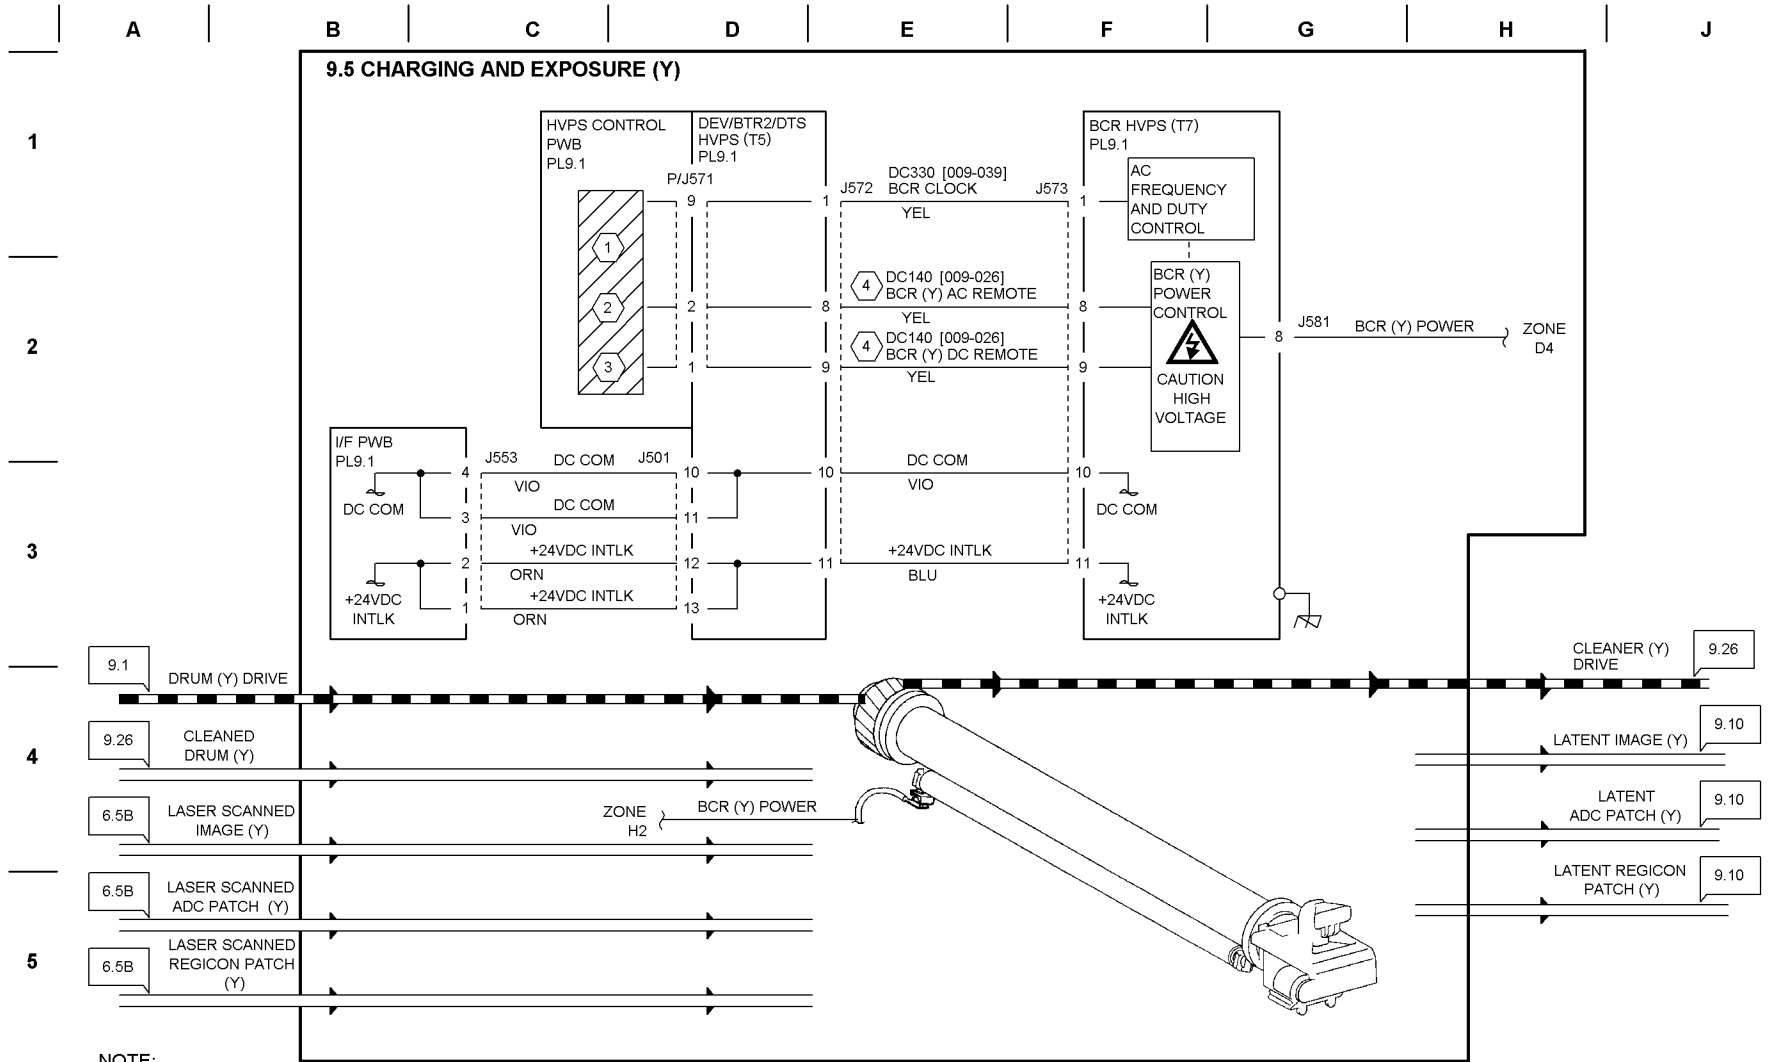 A B C D E F G H J
9.5 CHARGING AND EXPOSURE (Y)
1
HVPS CONTROL
PWB
PL9.1
DEV/BTR2/DTS
HVPS (T5)
PL9.1
BCR HVPS (T7)
PL9.1
AC
FREQUENCY
AND DUTY
CONTROL
P/J571
J572
DC330 [009-039]
BCR CLOCK
J573
9
1
YEL
1
1
2
4
DC140 [009-026]
BCR (Y) AC REMOTE
2
2
8
YEL
8
4
DC140 [009-026]
BCR (Y) DC REMOTE
3
1
9
YEL
9
BCR (Y)
POWER
CONTROL
CAUTION
HIGH
VOLTAGE
8
J581
BCR (Y) POWER
ZONE
D4
3
I/F PWB
PL9.1
J553
DC COM
J501
4
VIO
10
10
DC COM
VIO
10
DC COM
DC COM
DC COM
3
VIO
11
+24VDC INTLK
2
ORN
12
11
+24VDC INTLK
BLU
11
+24VDC INTLK
1
ORN
13
+24VDC
INTLK
+24VDC
INTLK
9.1
DRUM (Y) DRIVE
CLEANER (Y)
DRIVE
9.26
4
9.26
CLEANED
DRUM (Y)
LATENT IMAGE (Y)
9.10
6.5B
LASER SCANNED
IMAGE (Y)
ZONE
H2
BCR (Y) POWER
LATENT
ADC PATCH (Y)
9.10
5
6.5B
LASER SCANNED
ADC PATCH (Y)
LATENT REGICON
PATCH (Y)
9.10
6.5B
LASER SCANNED
REGICON PATCH
(Y)
NOTE: